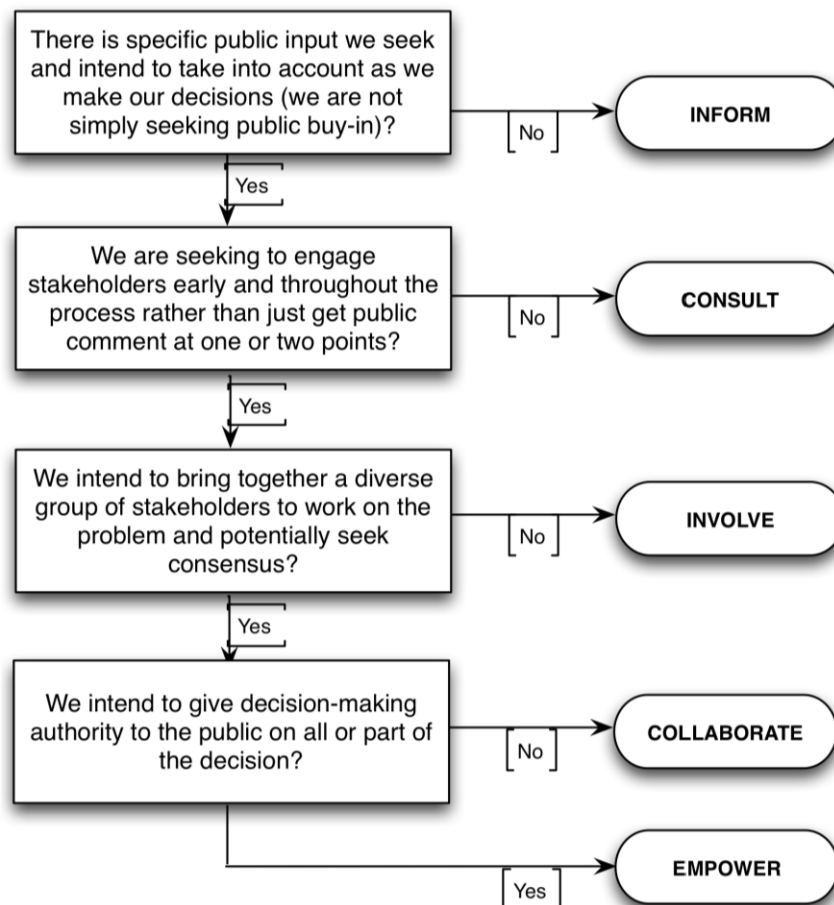 There is specific public input we seek
and intend to take into account as we
make our decisions (we are not
simply seeking public buy-in)?
No
INFORM
Yes
We are seeking to engage
stakeholders early and throughout the
process rather than just get public
comment at one or two points?
No
CONSULT
Yes
We intend to bring together a diverse
group of stakeholders to work on the
problem and potentially seek
consensus?
No
INVOLVE
Yes
We intend to give decision-making
authority to the public on all or part of
the decision?
No
COLLABORATE
Yes
EMPOWER